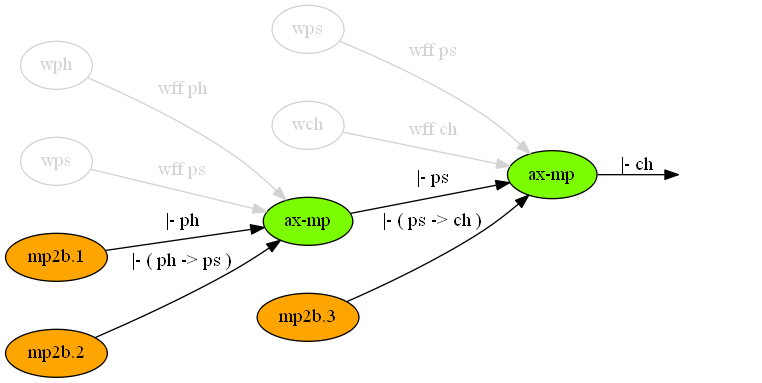 wps
wff ps
wph
wff ph
wch
wff ch
|- ch
wps
wff ps
|- ps
ax-mp
|- ph
ax-mp
|- ( ps -> ch )
mp2b.1
|- ( ph -> ps )
mp2b.3
mp2b.2